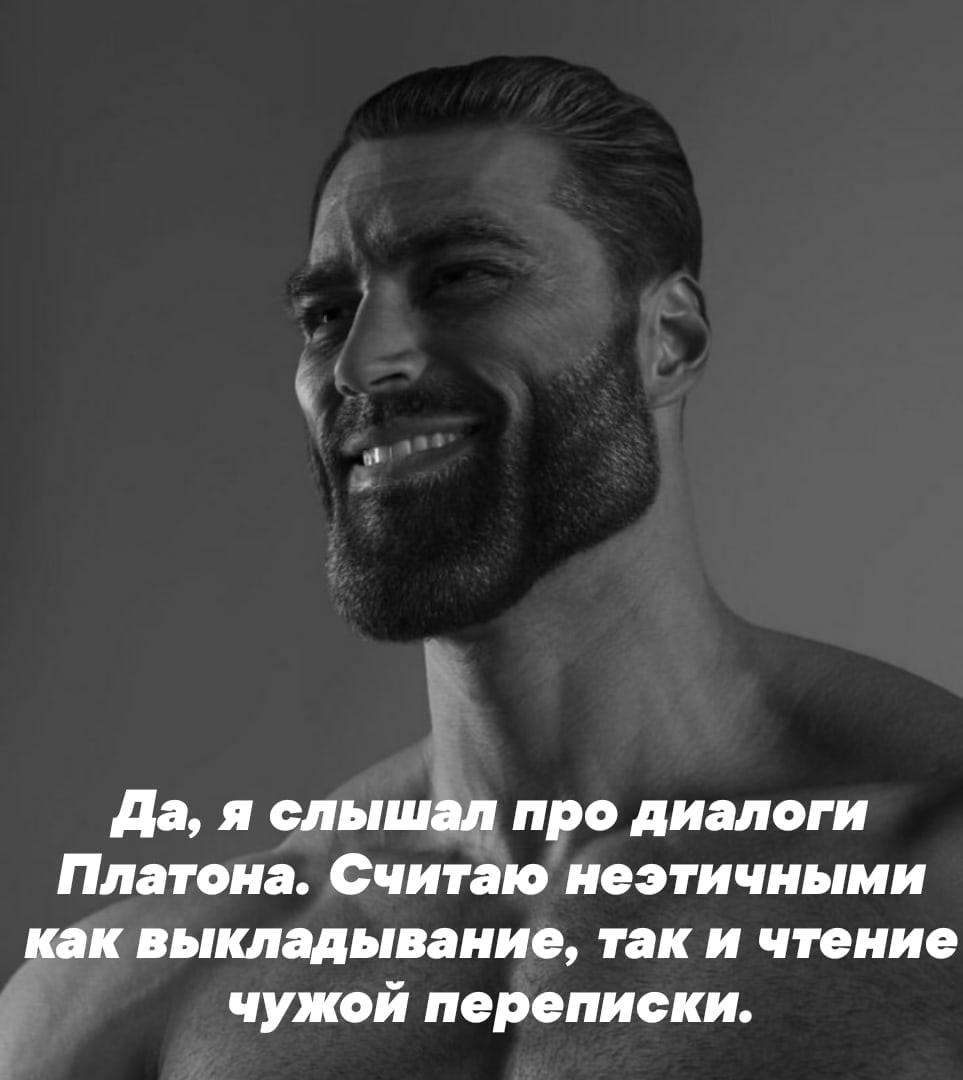 Да, я слышал про диалоги
Платона. Считаю неэтичными
как выкладывание, так и чтение
чужой переписки.